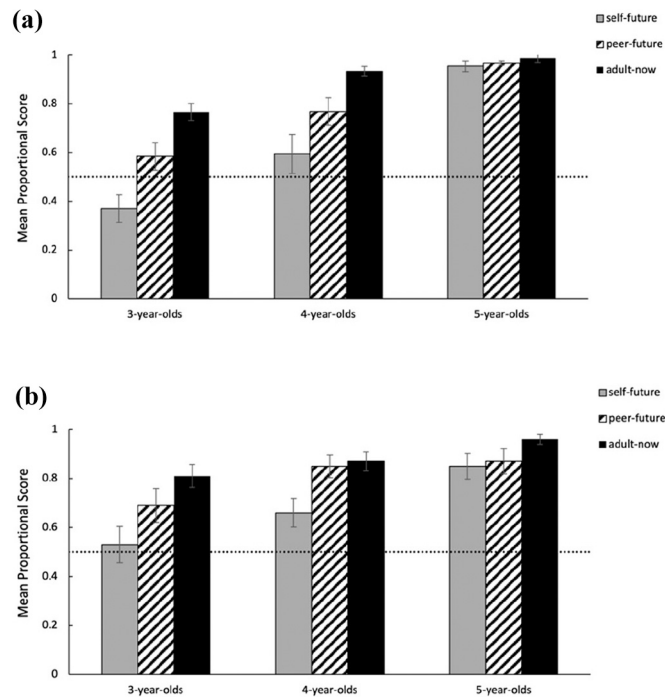 (a)
self-future
peer-future
adult-now
Mean Proportional Score
1
0.8
0.6
0.4
0.2
0
3-year-olds
4-year-olds
5-year-olds
(b)
self-future
peer-future
adult-now
Mean Proportional Score
1
0.8
0.6
0.4
0.2
0
3-year-olds
4-year-olds
5-year-olds